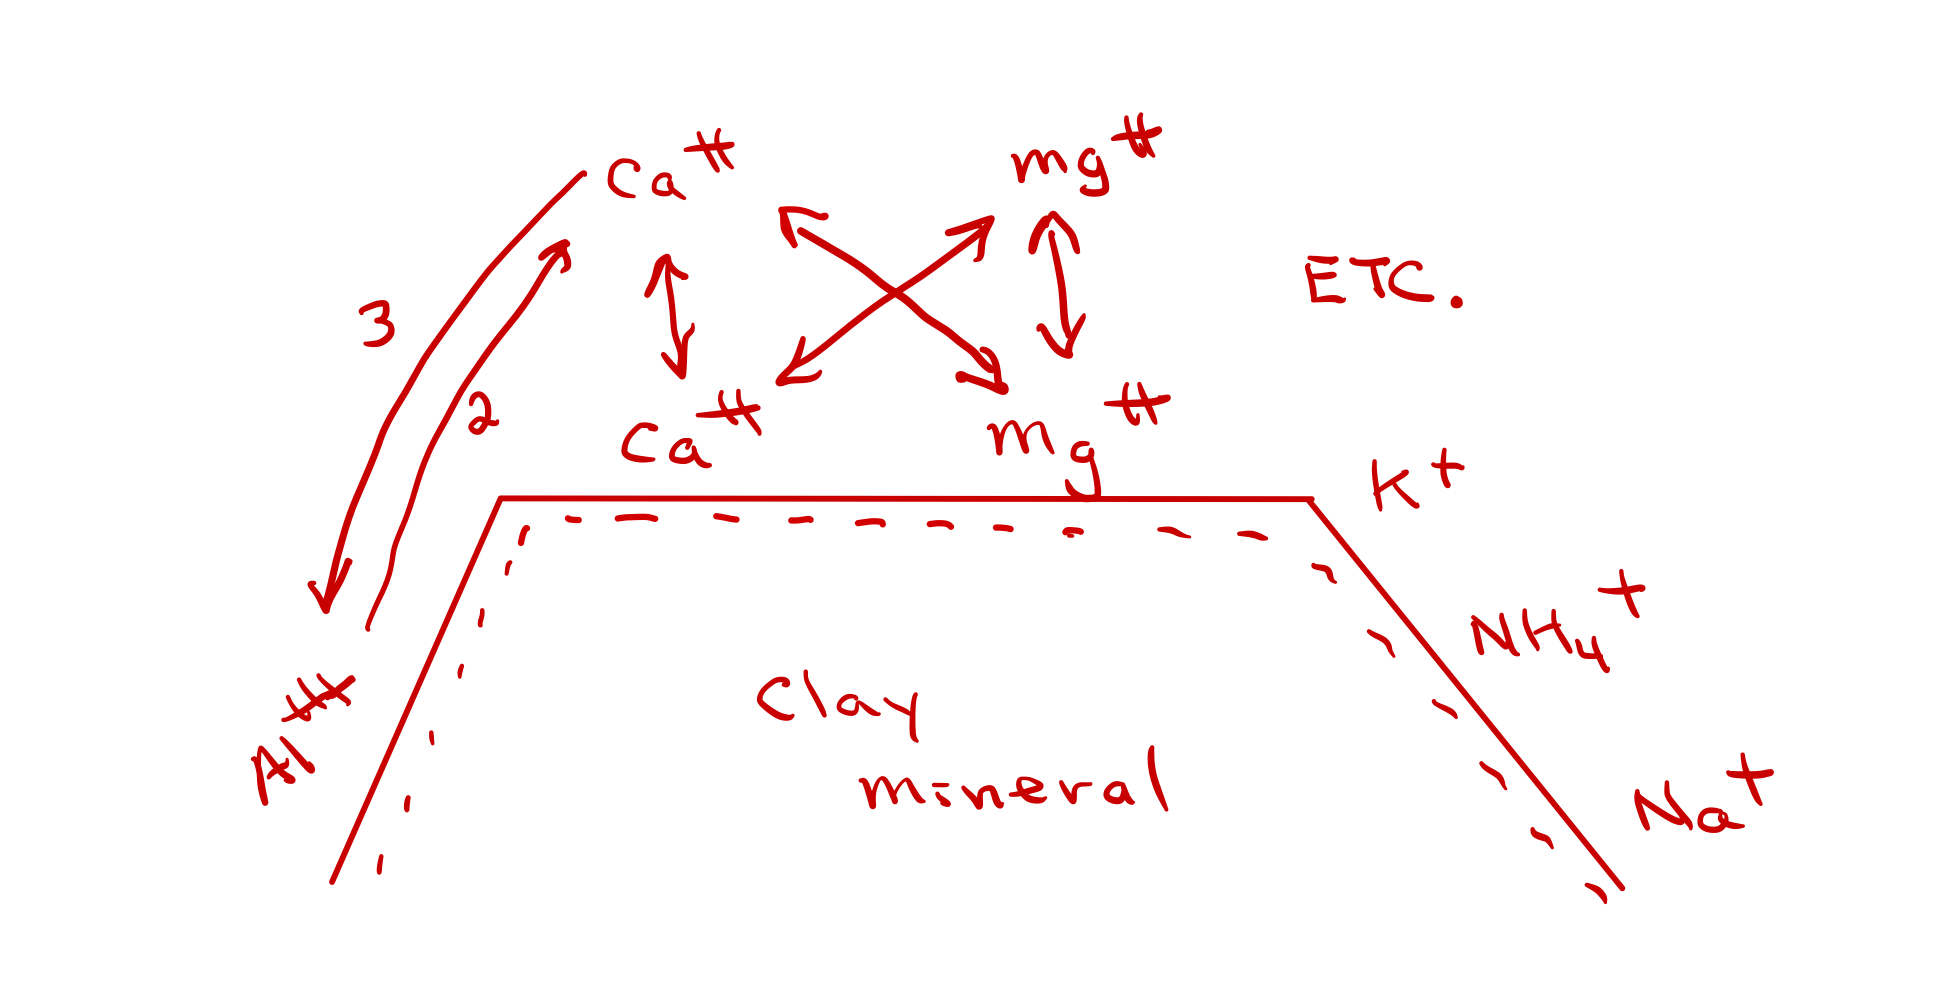 Ca++ mg++
ETC.
3
2
Ca++ mg++
K+
NH4+
Al+++
Clay
mineral
Na+